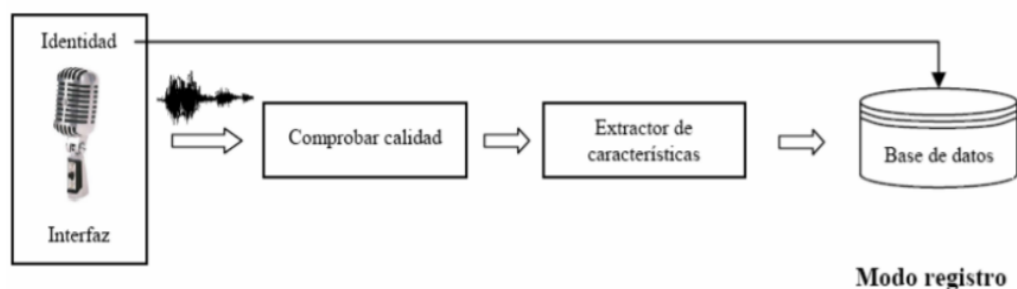 Identidad
Interfaz
Comprobar calidad
Extractor de
características
Base de datos
Modo registro